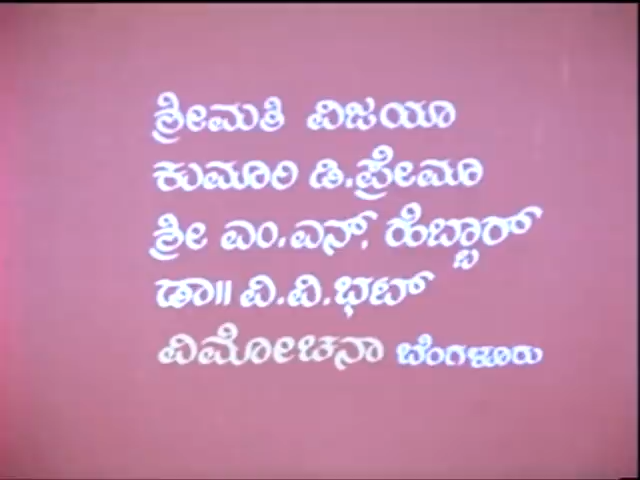 ಶ್ರೀಮತಿ ವಿಜಯಾ
ಕುಮಾರಿ ಡಿ.ಪ್ರೇಮಾ
ಶ್ರೀ ಎಂ.ಎನ್. ಹೆಬ್ಬಾರ್
ಡಾ॥ ವಿ.ವಿ.ಭಟ್
ವಿಮೋಚನಾ ಬೆಂಗಳೂರು